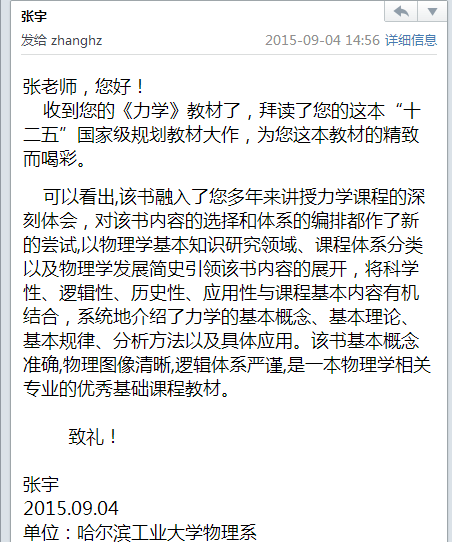 张宇
发给 zhanghz 2015-09-04 14:56 详细信息
张老师，您好！
收到您的《力学》教材了，拜读了您的这本“十
二五”国家级规划教材大作，为您这本教材的精致
而喝彩。
可以看出,该书融入了您多年来讲授力学课程的深
刻体会，对该书内容的选择和体系的编排都作了新
的尝试,以物理学基本知识研究领域、课程体系分类
以及物理学发展简史引领该书内容的展开，将科学
性、逻辑性、历史性、应用性与课程基本内容有机
结合，系统地介绍了力学的基本概念、基本理论、
基本规律、分析方法以及具体应用。该书基本概念
准确,物理图像清晰,逻辑体系严谨,是一本物理学相关
专业的优秀基础课程教材。
致礼！
张宇
2015.09.04
单位：哈尔滨工业大学物理系